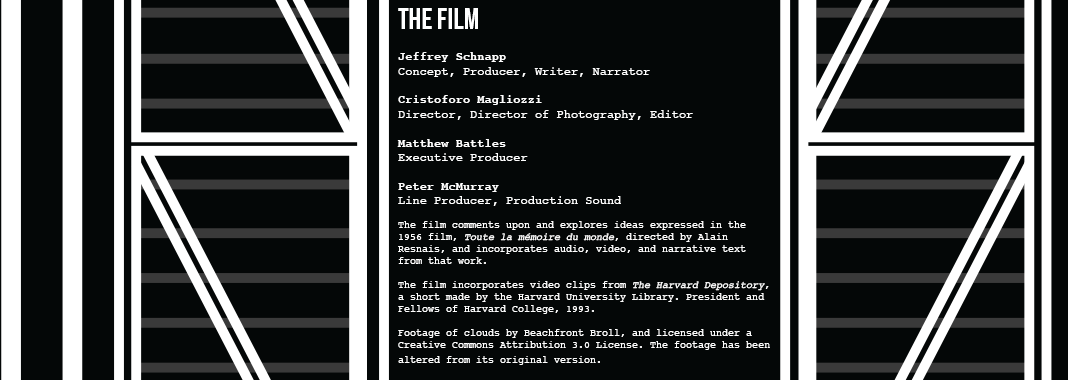 THE FILM
Jeffrey Schnapp
Concept, Producer, Writer, Narrator
Cristoforo Magliozzi
Director, Director of Photography, Editor
Matthew Battles
Executive Producer
Peter McMurray
Line Producer, Production Sound
The film comments upon and explores ideas expressed in the
1956 film, Toute la mémoire du monde, directed by Alain
Resnais, and incorporates audio, video, and narrative text
from that work.
The film incorporates video clips from The Harvard Depository,
a short made by the Harvard University Library. President and
Fellows of Harvard College, 1993.
Footage of clouds by Beachfront Broll, and licensed under a
Creative Commons Attribution 3.0 License. The footage has been
altered from its original version.